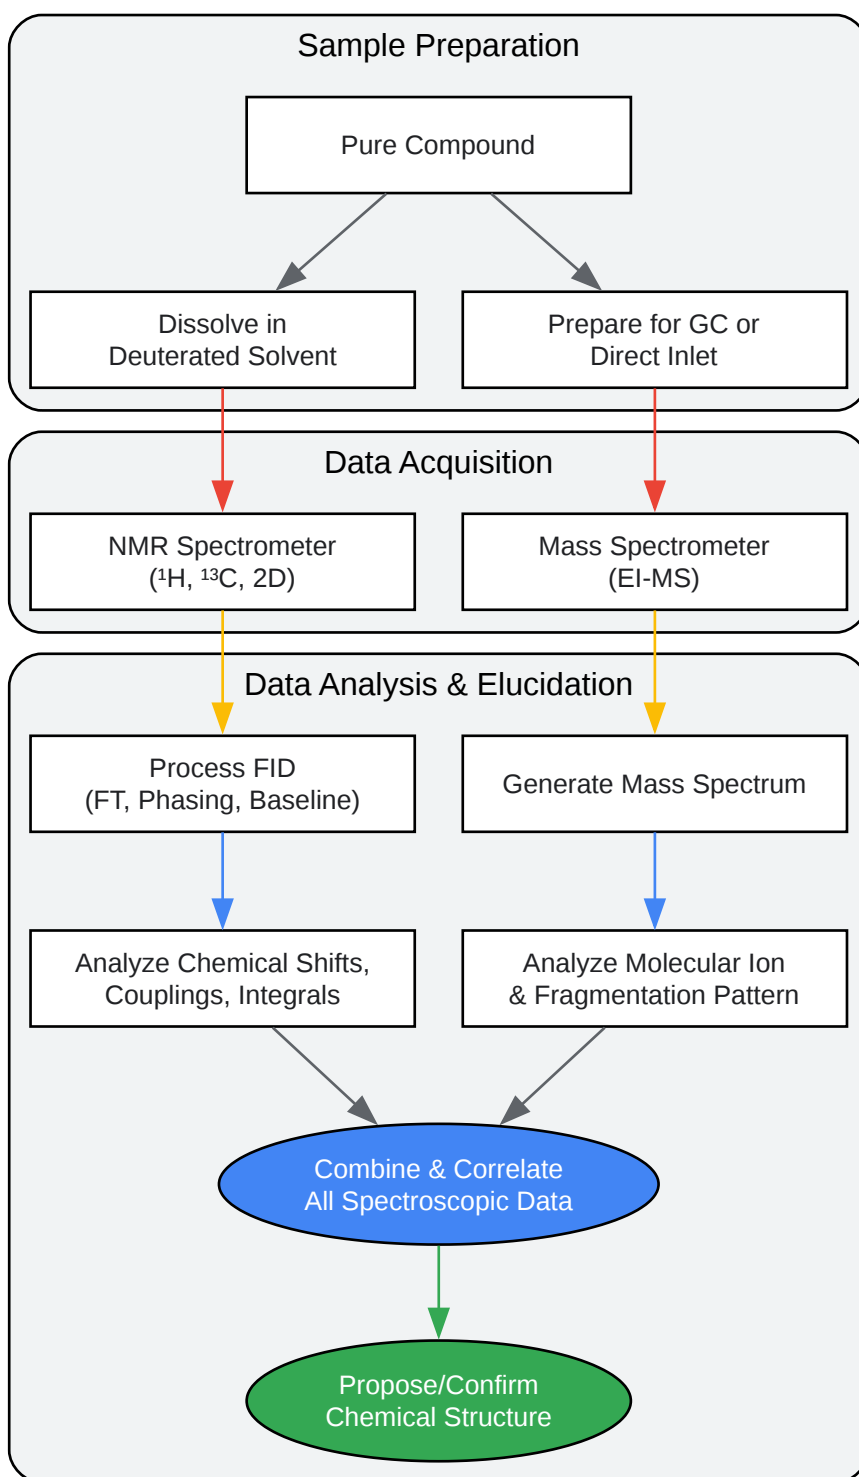 Sample Preparation
Pure Compound
Dissolve in
Deuterated Solvent
Prepare for GC or
Direct Inlet
Data Acquisition
NMR Spectrometer
(¹H, ¹³C, 2D)
Mass Spectrometer
(EI-MS)
Data Analysis & Elucidation
Process FID
(FT, Phasing, Baseline)
Generate Mass Spectrum
Analyze Chemical Shifts,
Couplings, Integrals
Analyze Molecular Ion
& Fragmentation Pattern
Combine & Correlate
All Spectroscopic Data
Propose/Confirm
Chemical Structure